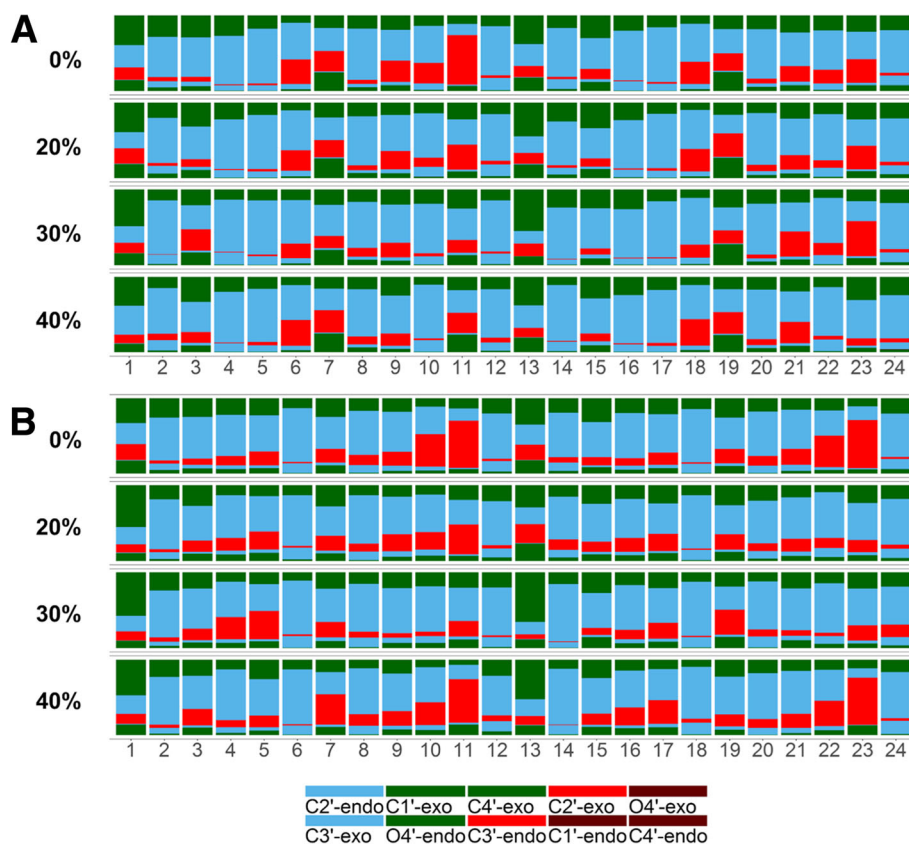 A
0%
20%
30%
40%
1 2 3 4 5 6 7 8 9 10 11 12 13 14 15 16 17 18 19 20 21 22 23 24
B
0%
20%
30%
40%
1 2 3 4 5 6 7 8 9 10 11 12 13 14 15 16 17 18 19 20 21 22 23 24
C2'-endo C1'-exo C4'-exo C2'-exo O4'-exo
C3'-exo O4'-endo C3'-endo C1'-endo C4'-endo